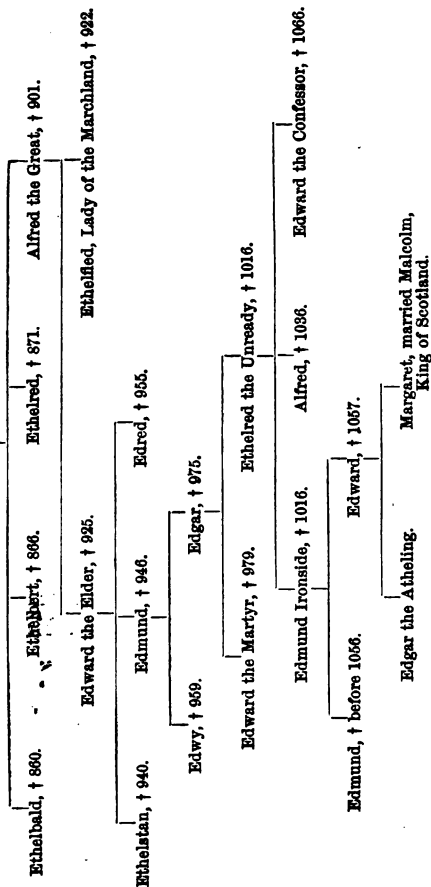 Ethelbald, † 860.
Ethelbert, † 866.
Ethelred, † 871.
Alfred the Great, † 901.
Edward the Elder, † 925.
Ethelfled, Lady of the Marchland, † 922.
Ethelstan, † 940.
Edmund, † 946.
Edred, † 955.
Edwy, † 959.
Edgar, † 975.
Edward the Martyr, † 979.
Ethelred the Unready, † 1016.
Edmund Ironside, † 1016.
Alfred, † 1036.
Edward the Confessor, † 1066.
Edmund, † before 1056.
Edward, † 1057.
Edgar the Atheling.
Margaret, married Malcolm,
King of Scotland.